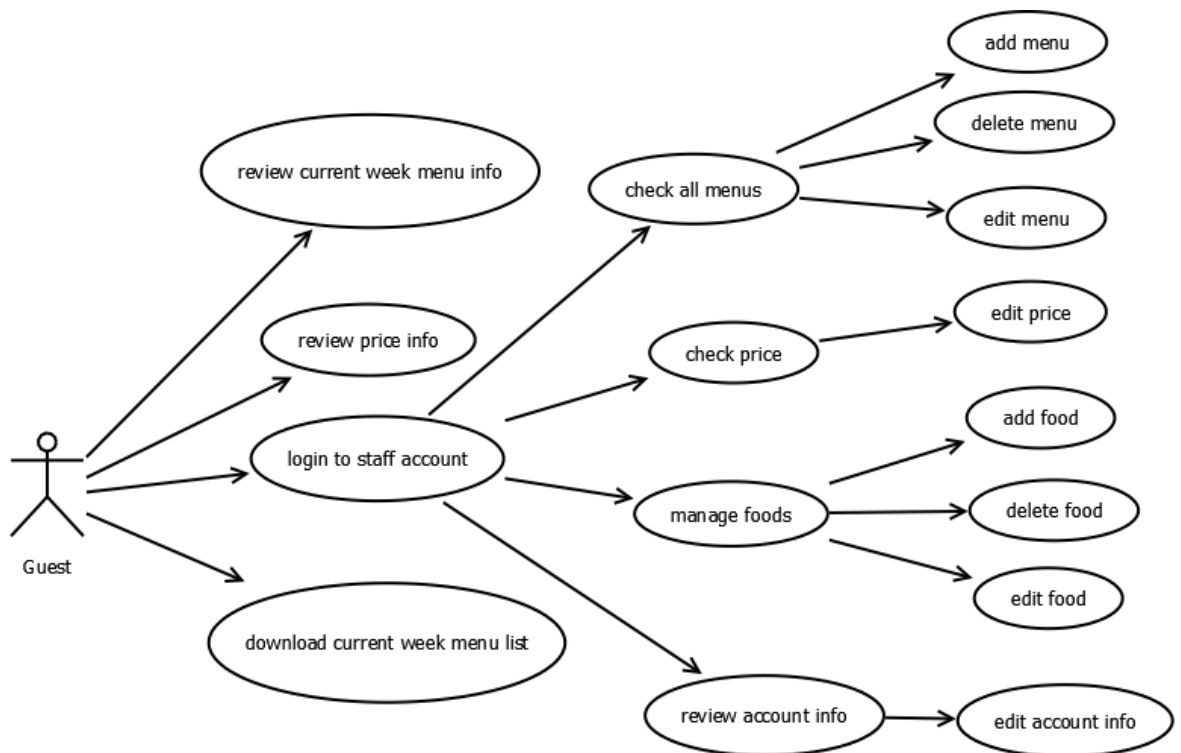 add menu
delete menu
review current week menu info
check all menus
edit menu
edit price
review price info
check price
add food
login to staff account
manage foods
delete food
Guest
edit food
download current week menu list
review account info
edit account info